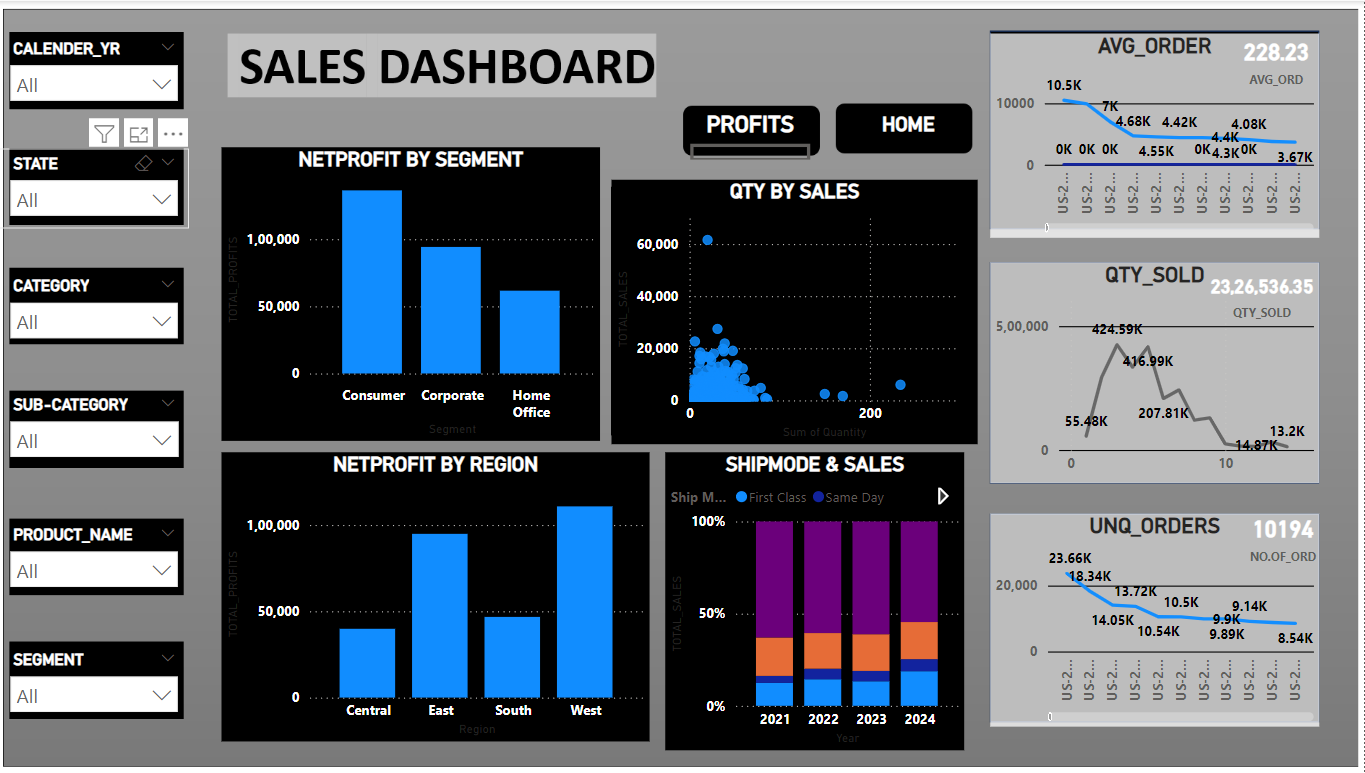 SALES DASHBOARD
CALENDER_YR
All
STATE
All
CATEGORY
All
SUB-CATEGORY
All
PRODUCT_NAME
All
SEGMENT
All
PROFITS
HOME
NETPROFIT BY SEGMENT
TOTAL_PROFITS
1,00,000
50,000
0
Consumer
Corporate
Home
Office
Segment
QTY BY SALES
TOTAL_SALES
60,000
40,000
20,000
0
0
200
Sum of Quantity
NETPROFIT BY REGION
TOTAL_PROFITS
1,00,000
50,000
0
Central
East
South
West
Region
SHIPMODE & SALES
Ship M...
First Class
Same Day
TOTAL_SALES
100%
50%
0%
2021
2022
2023
2024
Year
AVG_ORDER
228.23
AVG_ORD
10000
0
10.5K
7K
4.68K
4.42K
4.4K
4.08K
0K
0K
0K
4.55K
0K
4.3K
0K
3.67K
US-2...
US-2...
US-2...
US-2...
US-2...
US-2...
US-2...
US-2...
US-2...
US-2...
US-2...
QTY_SOLD
23,26,536.35
QTY_SOLD
5,00,000
0
424.59K
416.99K
55.48K
207.81K
14.87K
13.2K
0
10
UNQ_ORDERS
10194
NO.OF_ORD
20,000
0
23.66K
18.34K
13.72K
14.05K
10.5K
10.54K
9.9K
9.89K
9.14K
8.54K
US-2...
US-2...
US-2...
US-2...
US-2...
US-2...
US-2...
US-2...
US-2...
US-2...
US-2...